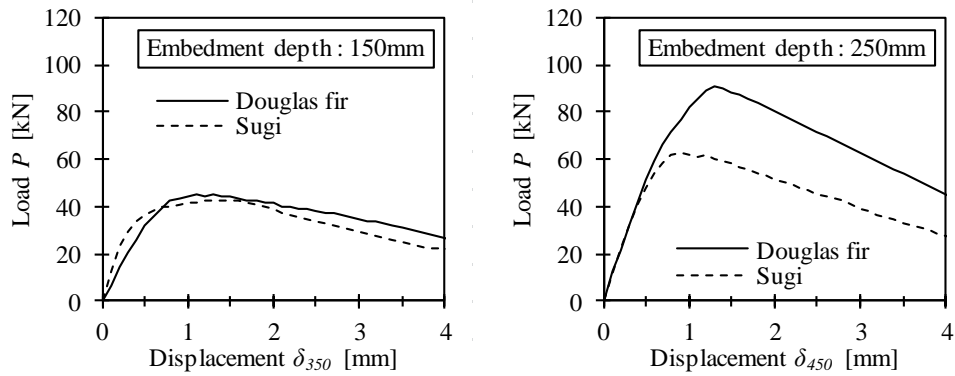 120
100
80
60
40
20
0
Load P [kN]
Embedment depth : 150mm
Douglas fir
Sugi
0 1 2 3 4
Displacement δ350 [mm]
120
100
80
60
40
20
0
Load P [kN]
Embedment depth : 250mm
Douglas fir
Sugi
0 1 2 3 4
Displacement δ450 [mm]